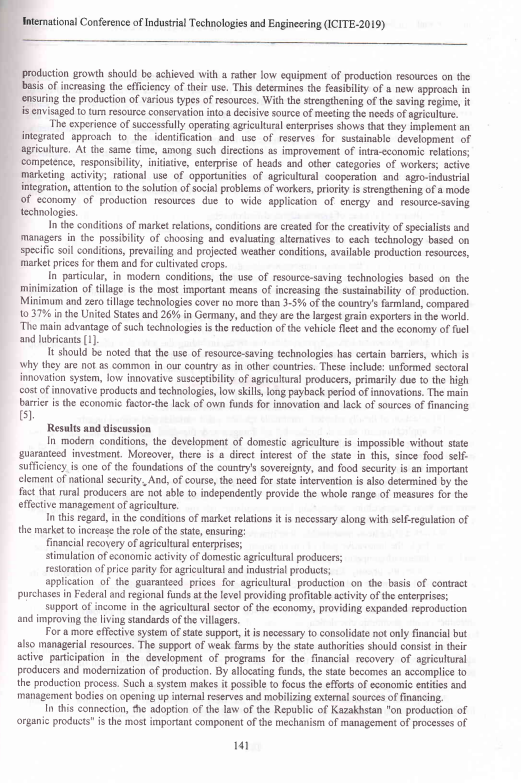 International Conference of Industrial Technologies and Engineering (ICITE-2019)
production growth should be achieved with a rather low equipment of production resources on the
basis of increasing the efficiency of their use. This determines the feasibility of a new approach in
ensuring the production of various types of resources. With the strengthening of the saving regime, it
is envisaged to turn resource conservation into a decisive source of meeting the needs of agriculture.
The experience of successfully operating agricultural enterprises shows that they implement an
integrated approach to the identification and use of reserves for sustainable development of
agriculture. At the same time, among such directions as improvement of intra-economic relations;
competence, responsibility, initiative, enterprise of heads and other categories of workers; active
marketing activity; rational use of opportunities of agricultural cooperation and agro-industrial
integration, attention to the solution of social problems of workers, priority is strengthening of a mode
of economy of production resources due to wide application of energy and resource-saving
technologies.
In the conditions of market relations, conditions are created for the creativity of specialists and
managers in the possibility of choosing and evaluating alternatives to each technology based on
specific soil conditions, prevailing and projected weather conditions, available production resources,
market prices for them and for cultivated crops.
In particular, in modern conditions, the use of resource-saving technologies based on the
minimization of tillage is the most important means of increasing the sustainability of production.
Minimum and zero tillage technologies cover no more than 3-5% of the country's farmland, compared
to 37% in the United States and 26% in Germany, and they are the largest grain exporters in the world.
The main advantage of such technologies is the reduction of the vehicle fleet and the economy of fuel
and lubricants [1].
It should be noted that the use of resource-saving technologies has certain barriers, which is
why they are not as common in our country as in other countries. These include: unformed sectoral
innovation system, low innovative susceptibility of agricultural producers, primarily due to the high
cost of innovative products and technologies, low skills, long payback period of innovations. The main
barrier is the economic factor-the lack of own funds for innovation and lack of sources of financing
[5].
Results and discussion
In modern conditions, the development of domestic agriculture is impossible without state
guaranteed investment. Moreover, there is a direct interest of the state in this, since food self-
sufficiency is one of the foundations of the country's sovereignty, and food security is an important
element of national security. And, of course, the need for state intervention is also determined by the
fact that rural producers are not able to independently provide the whole range of measures for the
effective management of agriculture.
In this regard, in the conditions of market relations it is necessary along with self-regulation of
the market to increase the role of the state, ensuring:
financial recovery of agricultural enterprises;
stimulation of economic activity of domestic agricultural producers;
restoration of price parity for agricultural and industrial products;
application of the guaranteed prices for agricultural production on the basis of contract
purchases in Federal and regional funds at the level providing profitable activity of the enterprises;
support of income in the agricultural sector of the economy, providing expanded reproduction
and improving the living standards of the villagers.
For a more effective system of state support, it is necessary to consolidate not only financial but
also managerial resources. The support of weak farms by the state authorities should consist in their
active participation in the development of programs for the financial recovery of agricultural
producers and modernization of production. By allocating funds, the state becomes an accomplice to
the production process. Such a system makes it possible to focus the efforts of economic entities and
management bodies on opening up internal reserves and mobilizing external sources of financing.
In this connection, the adoption of the law of the Republic of Kazakhstan "on production of
organic products" is the most important component of the mechanism of management of processes of
141